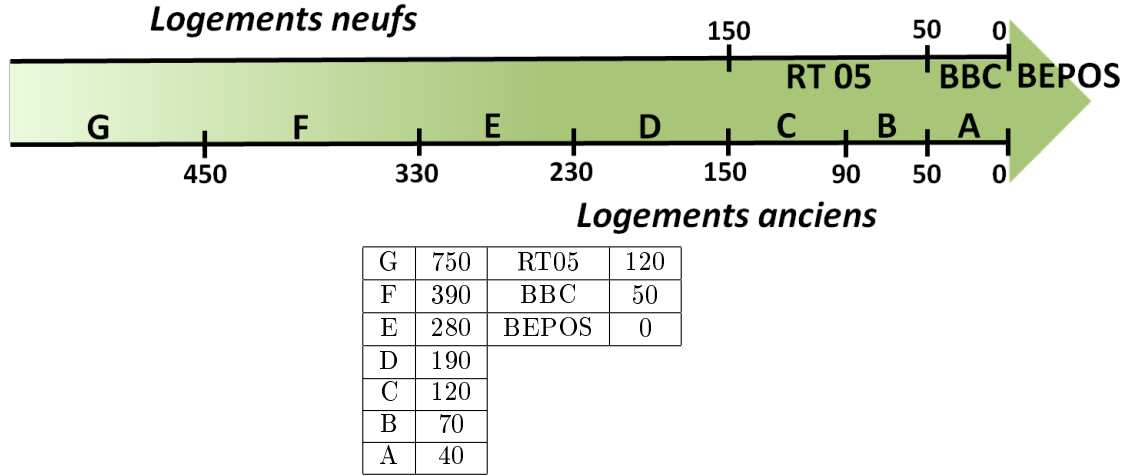 Logements neufs
150 50 0
RT 05 BBC BEPOS
G F E D C B A
450 330 230 150 90 50 0
Logements anciens
G 750 RT05 120
F 390 BBC 50
E 280 BEPOS 0
D 190
C 120
B 70
A 40